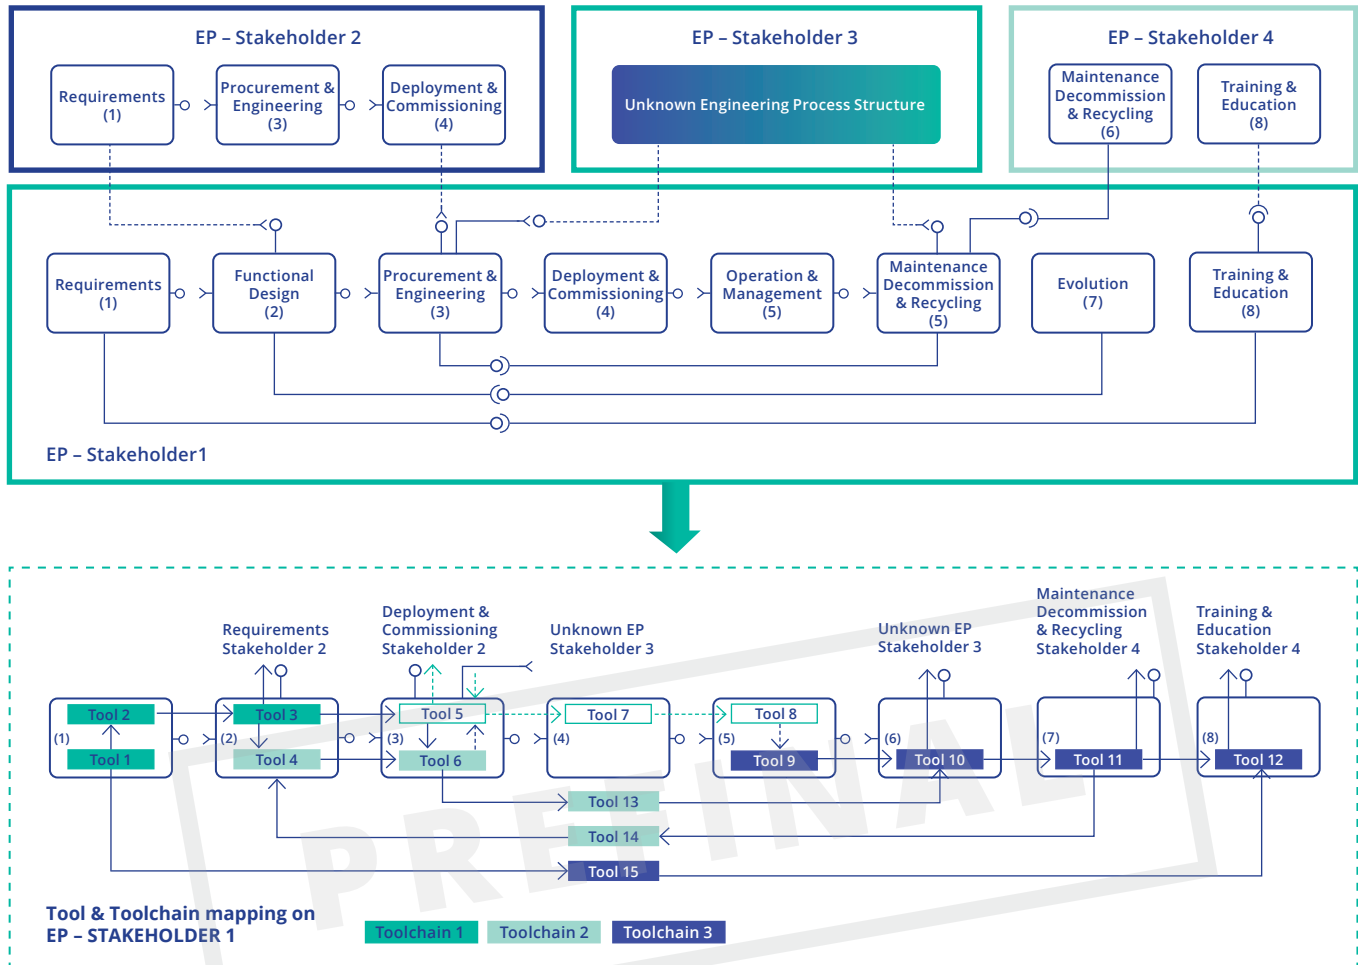 EP – Stakeholder 2
Requirements
(1)
Procurement &
Engineering
(3)
Deployment &
Commissioning
(4)
EP – Stakeholder 3
Unknown Engineering Process Structure
EP – Stakeholder 4
Maintenance
Decommission
& Recycling
(6)
Training &
Education
(8)
Requirements
(1)
Functional
Design
(2)
Procurement &
Engineering
(3)
Deployment &
Commissioning
(4)
Operation &
Management
(5)
Maintenance
Decommission
& Recycling
(5)
Evolution
(7)
Training &
Education
(8)
EP – Stakeholder1
Requirements
Stakeholder 2
Deployment &
Commissioning
Stakeholder 2
Unknown EP
Stakeholder 3
Unknown EP
Stakeholder 3
Maintenance
Decommission
& Recycling
Stakeholder 4
Training &
Education
Stakeholder 4
(1)
Tool 2
Tool 1
(2)
Tool 3
Tool 4
(3)
Tool 5
Tool 6
(4)
Tool 7
(5)
Tool 8
Tool 9
(6)
Tool 10
(7)
Tool 11
(8)
Tool 12
Tool 13
Tool 14
Tool 15
PREFINAL
Tool & Toolchain mapping on
EP – STAKEHOLDER 1
Toolchain 1
Toolchain 2
Toolchain 3